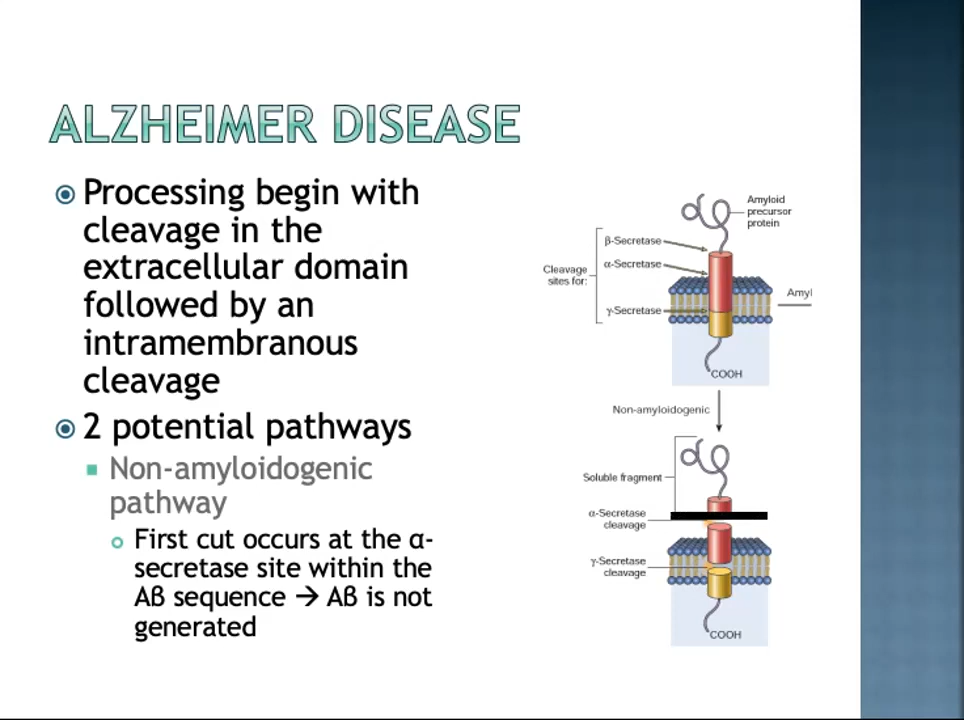 ALZHEIMER DISEASE
Processing begin with
cleavage in the
extracellular domain
followed by an
intramembranous
cleavage
2 potential pathways
Non-amyloidogenic
pathway
First cut occurs at the α-
secretase site within the
Aß sequence → Aß is not
generated
Amyloid
precursor
protein
β-Secretase
α-Secretase
Cleavage
sites for:
γ-Secretase
Amyl
COOH
Non-amyloidogenic
Soluble fragment
α-Secretase
cleavage
γ-Secretase
cleavage
COOH